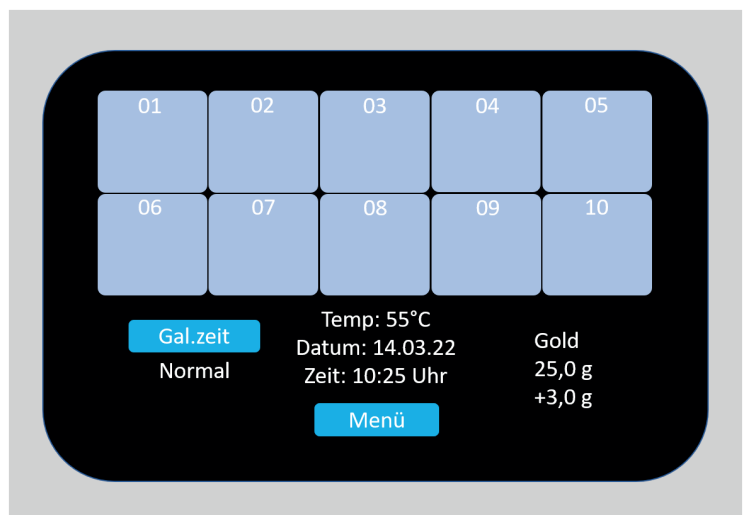 01 02 03 04 05
06 07 08 09 10
Gal.zeit
Normal
Temp: 55°C
Datum: 14.03.22
Zeit: 10:25 Uhr
Menü
Gold
25,0 g
+3,0 g